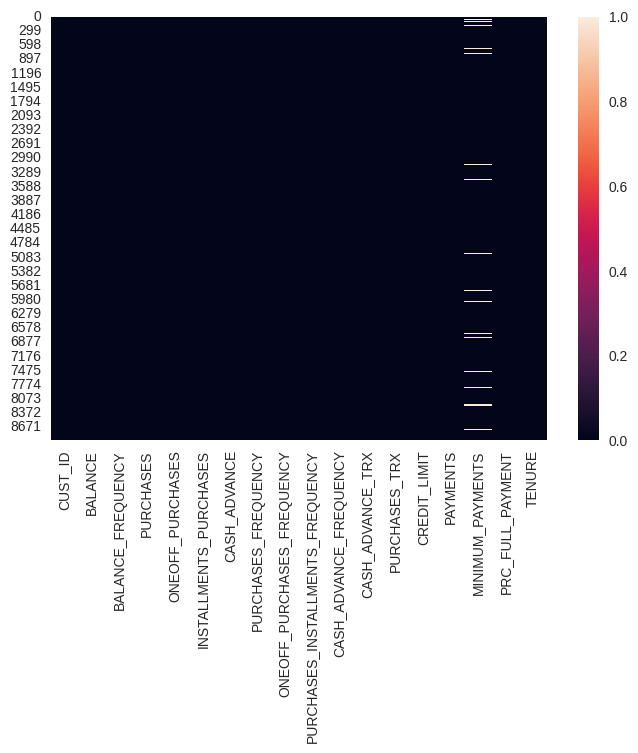 0
299
598
897
1196
1495
1794
2093
2392
2691
2990
3289
3588
3887
4186
4485
4784
5083
5382
5681
5980
6279
6578
6877
7176
7475
7774
8073
8372
8671
1.0
0.8
0.6
0.4
0.2
0.0
CUST_ID
BALANCE
BALANCE_FREQUENCY
PURCHASES
ONEOFF_PURCHASES
INSTALLMENTS_PURCHASES
CASH_ADVANCE
PURCHASES_FREQUENCY
ONEOFF_PURCHASES_FREQUENCY
PURCHASES_INSTALLMENTS_FREQUENCY
CASH_ADVANCE_FREQUENCY
CASH_ADVANCE_TRX
PURCHASES_TRX
CREDIT_LIMIT
PAYMENTS
MINIMUM_PAYMENTS
PRC_FULL_PAYMENT
TENURE